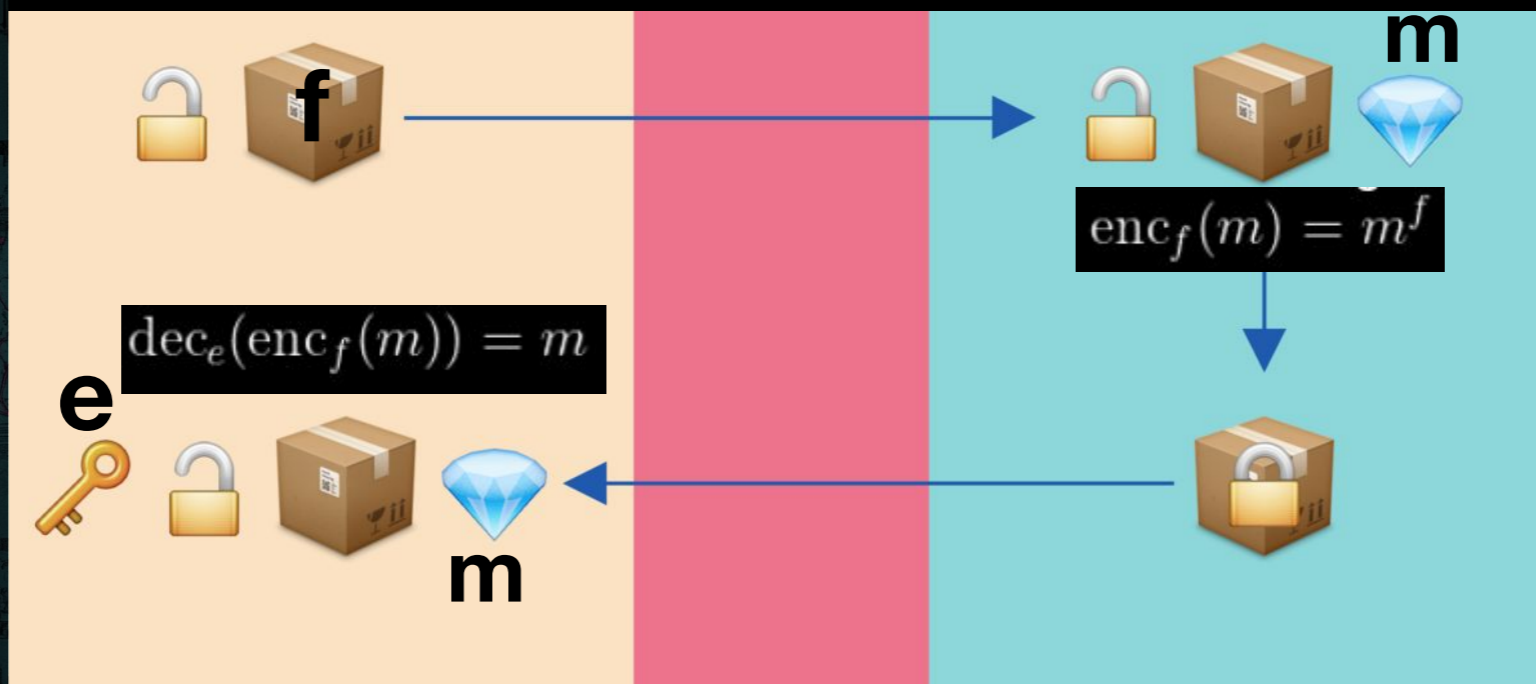 m
f
enc_f(m) = m^f
dec_e(enc_f(m)) = m
e
m